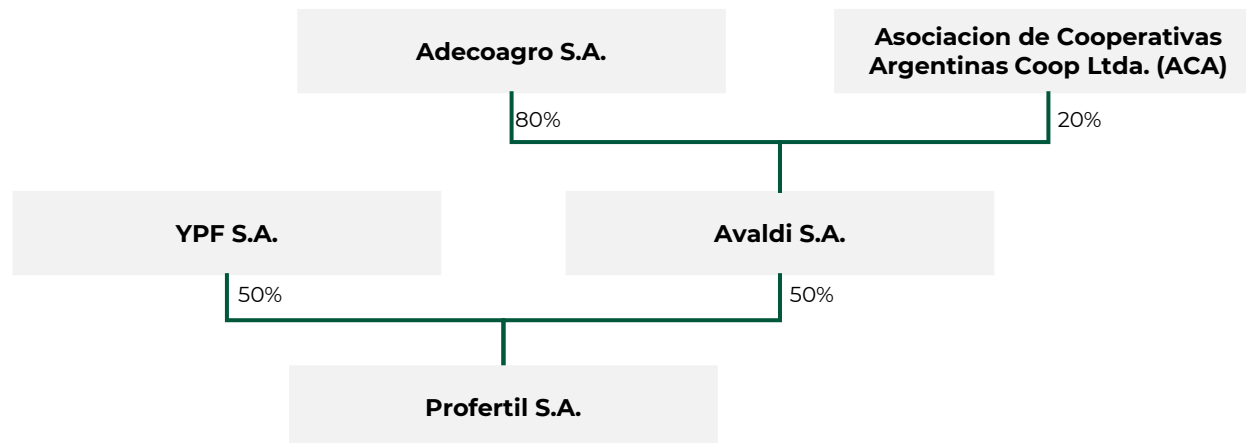 Adecoagro S.A.
Asociacion de Cooperativas
Argentinas Coop Ltda. (ACA)
80%
20%
YPF S.A.
Avaldi S.A.
50%
50%
Profertil S.A.